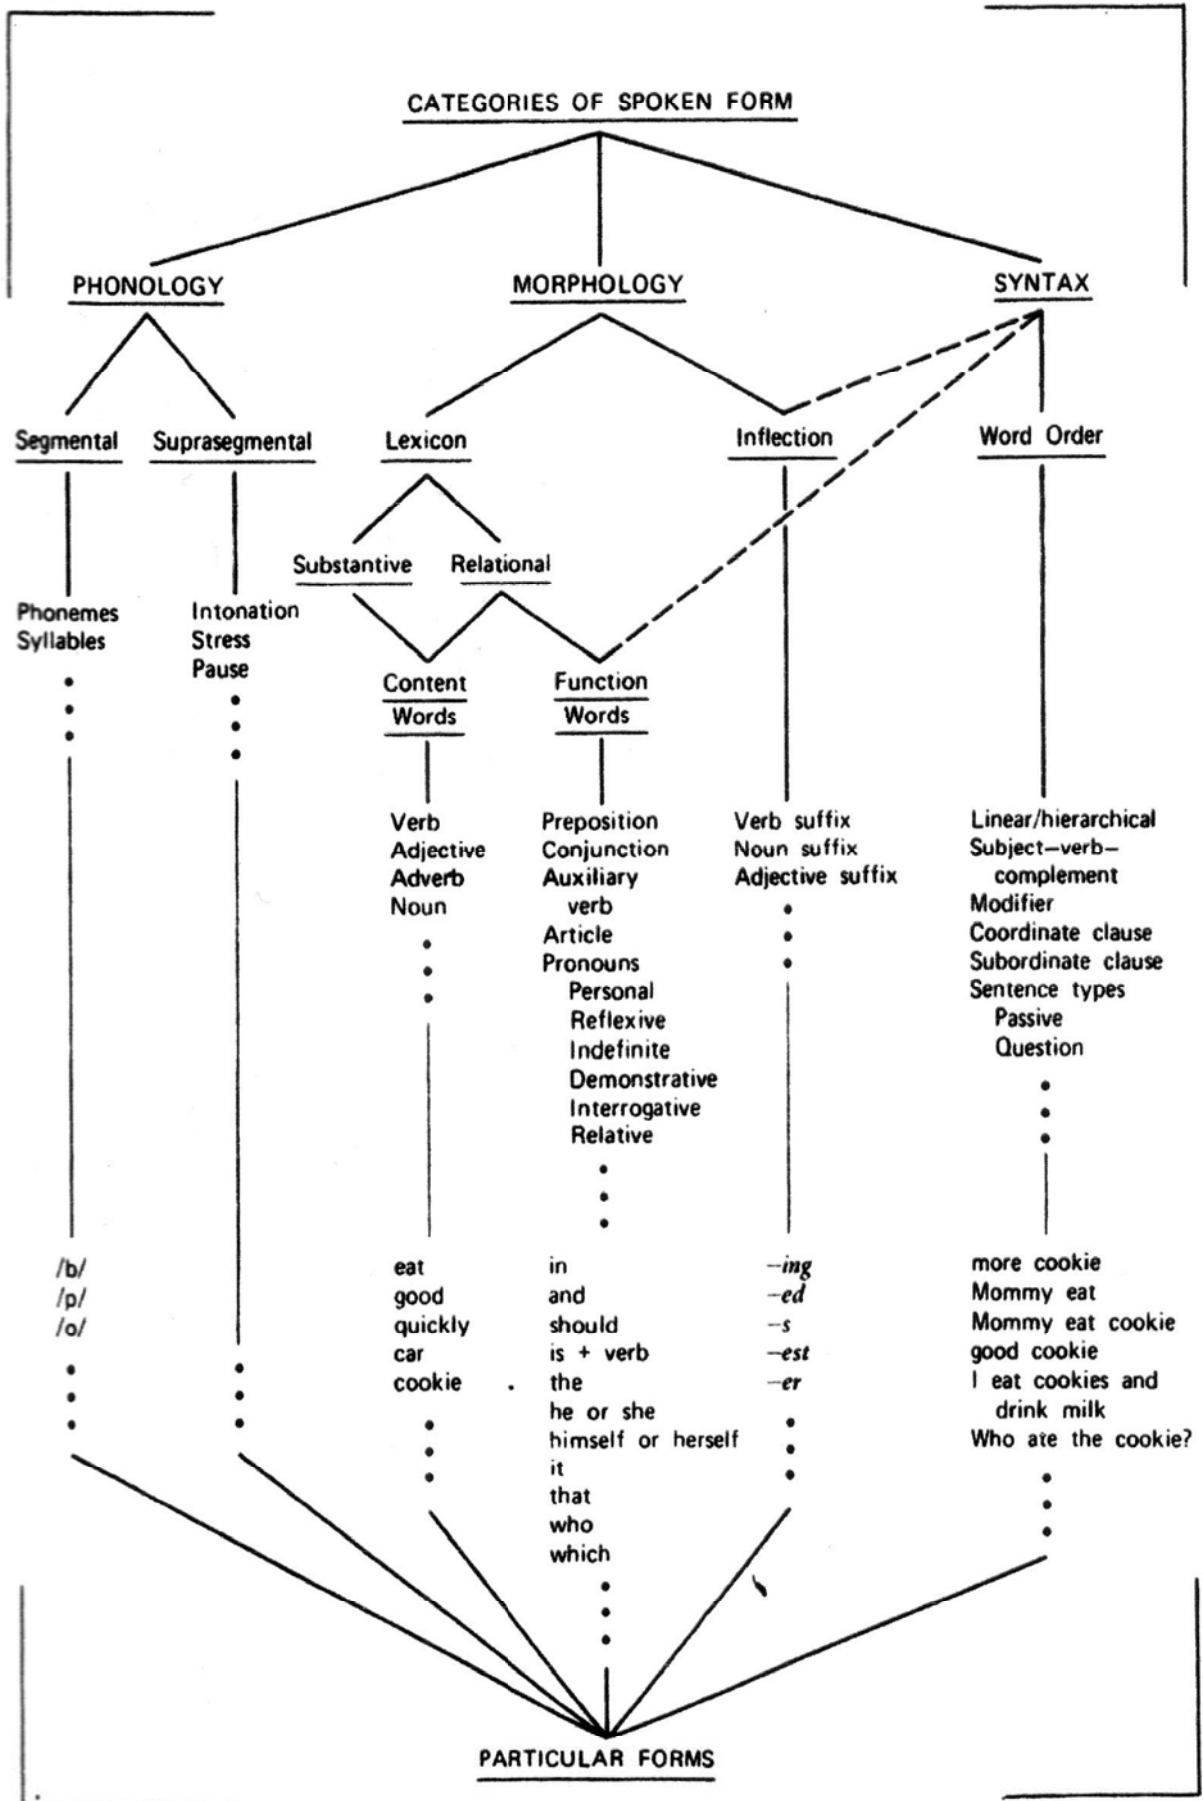 CATEGORIES OF SPOKEN FORM
PHONOLOGY
MORPHOLOGY
SYNTAX
Segmental
Suprasegmental
Lexicon
Inflection
Word Order
Substantive
Relational
Phonemes
Syllables
Intonation
Stress
Pause
Content
Words
Function
Words
Verb
Adjective
Adverb
Noun
Preposition
Conjunction
Auxiliary
verb
Article
Pronouns
Personal
Reflexive
Indefinite
Demonstrative
Interrogative
Relative
Verb suffix
Noun suffix
Adjective suffix
Linear/hierarchical
Subject–verb–
complement
Modifier
Coordinate clause
Subordinate clause
Sentence types
Passive
Question
/b/
/p/
/o/
eat
good
quickly
car
cookie
in
and
should
is + verb
the
he or she
himself or herself
it
that
who
which
–ing
–ed
–s
–est
–er
more cookie
Mommy eat
Mommy eat cookie
good cookie
I eat cookies and
drink milk
Who ate the cookie?
PARTICULAR FORMS